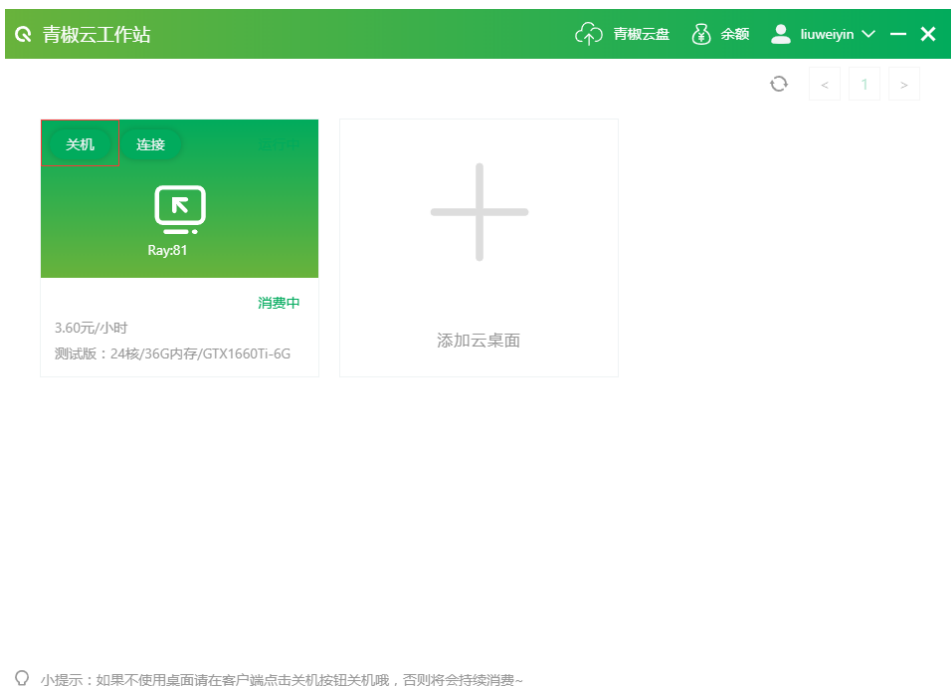 青椒云工作站
青椒云盘 余额 liuweiyin
< 1 >
关机 连接
Ray:81
消费中
3.60元/小时
测试版：24核/36G内存/GTX1660Ti-6G
添加云桌面
小提示：如果不使用桌面请在客户端点击关机按钮关机哦，否则将会持续消费~